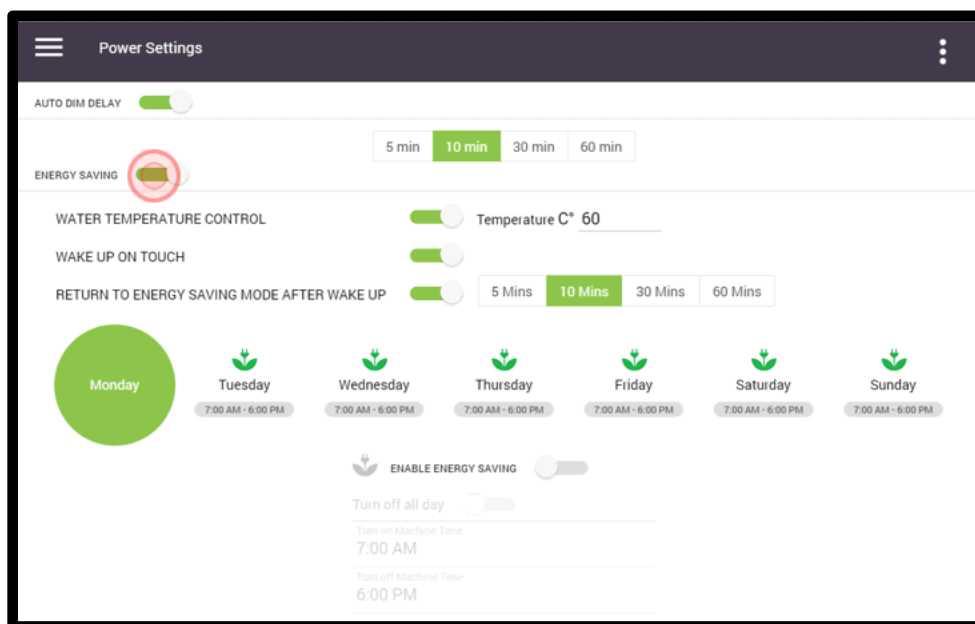 Power Settings
AUTO DIM DELAY
5 min 10 min 30 min 60 min
ENERGY SAVING
WATER TEMPERATURE CONTROL Temperature C° 60
WAKE UP ON TOUCH
RETURN TO ENERGY SAVING MODE AFTER WAKE UP 5 Mins 10 Mins 30 Mins 60 Mins
Monday Tuesday Wednesday Thursday Friday Saturday Sunday
7:00 AM - 6:00 PM 7:00 AM - 6:00 PM 7:00 AM - 6:00 PM 7:00 AM - 6:00 PM 7:00 AM - 6:00 PM 7:00 AM - 6:00 PM
ENABLE ENERGY SAVING
Turn off all day
Turn on Machine Time
7:00 AM
Turn off Machine Time
6:00 PM